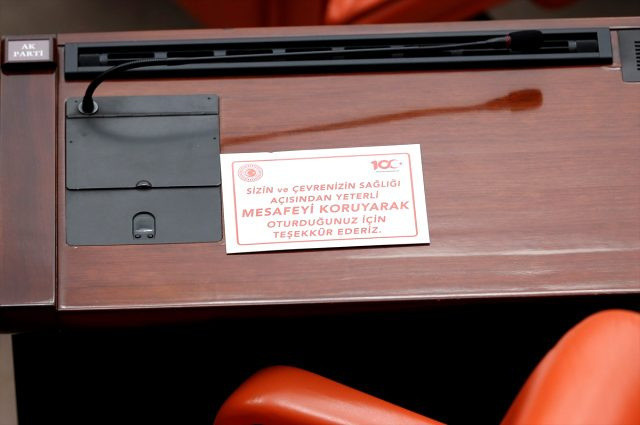 AK
PARTİ
100
SİZİN ve ÇEVRENİZİN SAĞLIĞI
AÇISINDAN YETERLİ
MESAFEYİ KORUYARAK
OTURDUĞUNUZ İÇİN
TEŞEKKÜR EDERİZ.